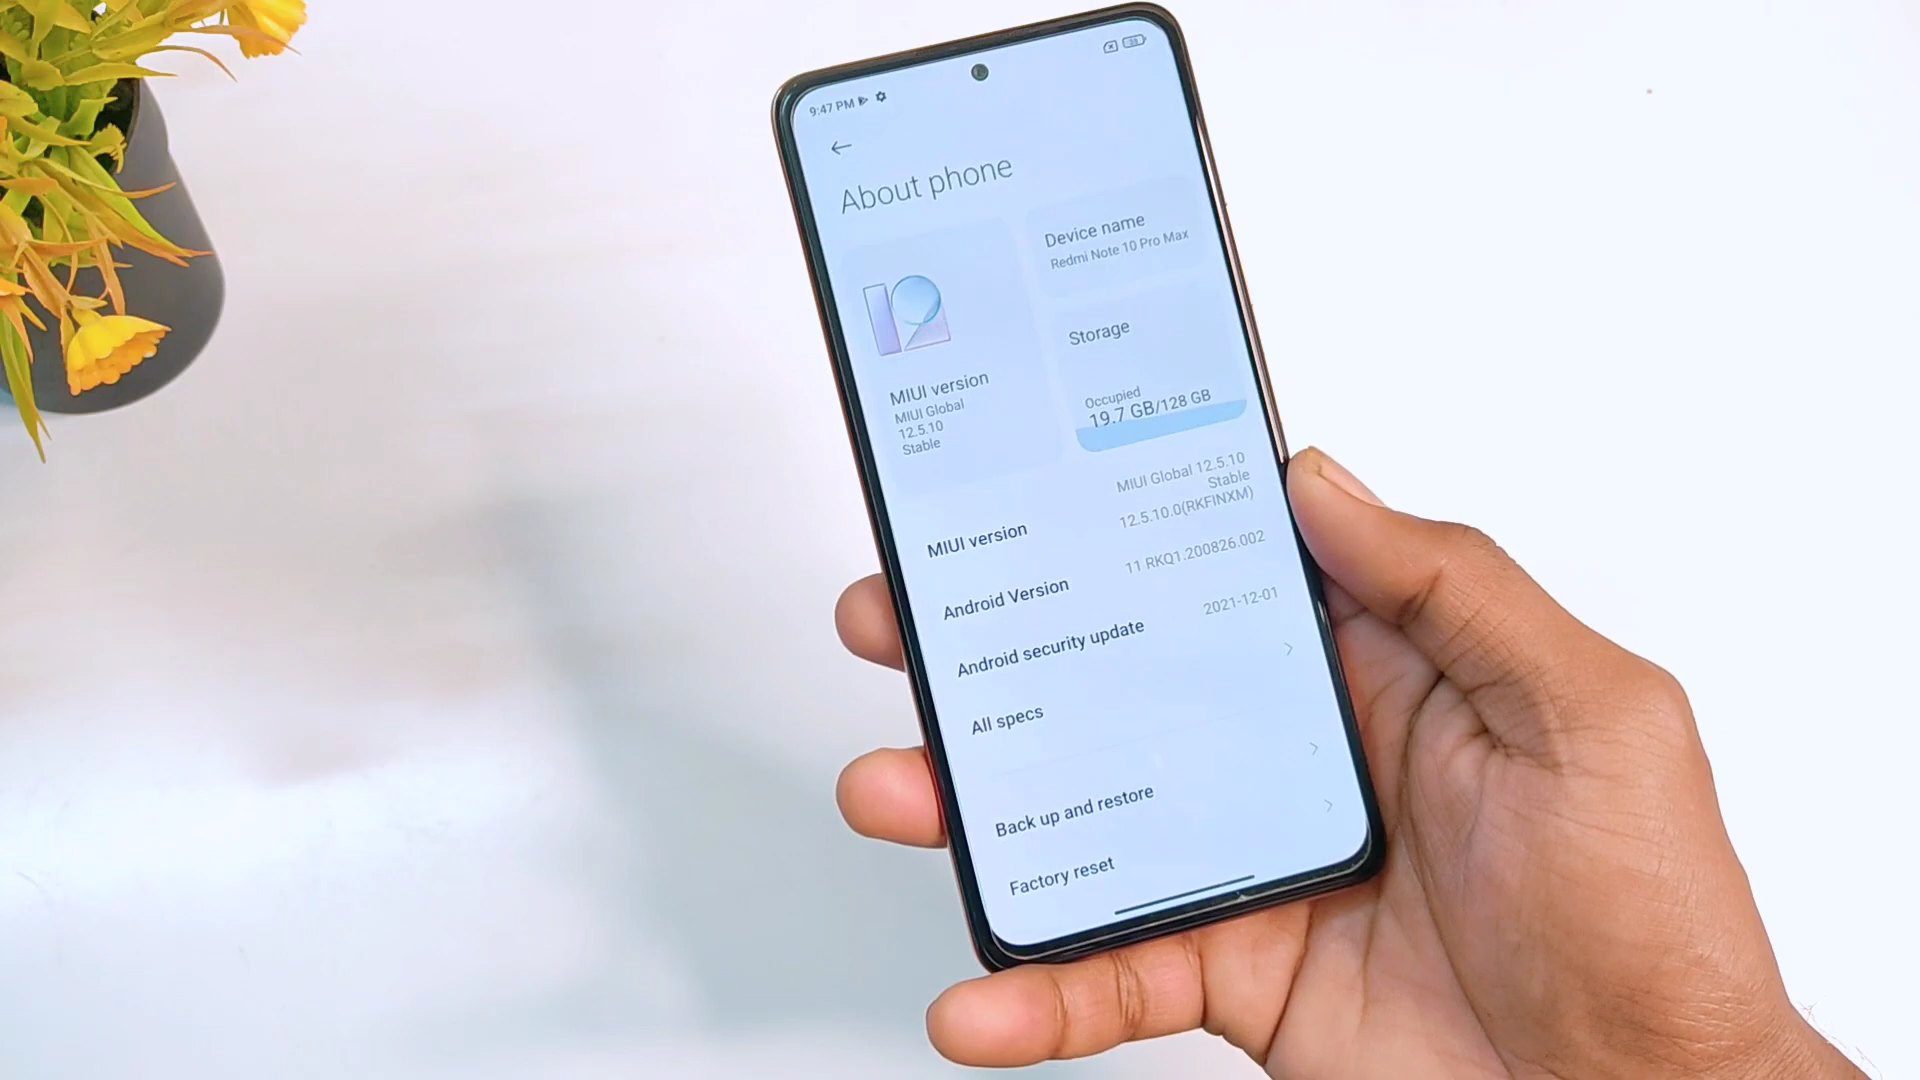 9:47 PM
About phone
12
MIUI version
MIUI Global
12.5.10
Stable
Device name
Redmi Note 10 Pro Max
Storage
Occupied
19.7 GB/128 GB
MIUI version
MIUI Global 12.5.10
Stable
12.5.10.0(RKFINXM)
Android Version
11 RKQ1.200826.002
Android security update
2021-12-01
All specs
Back up and restore
Factory reset